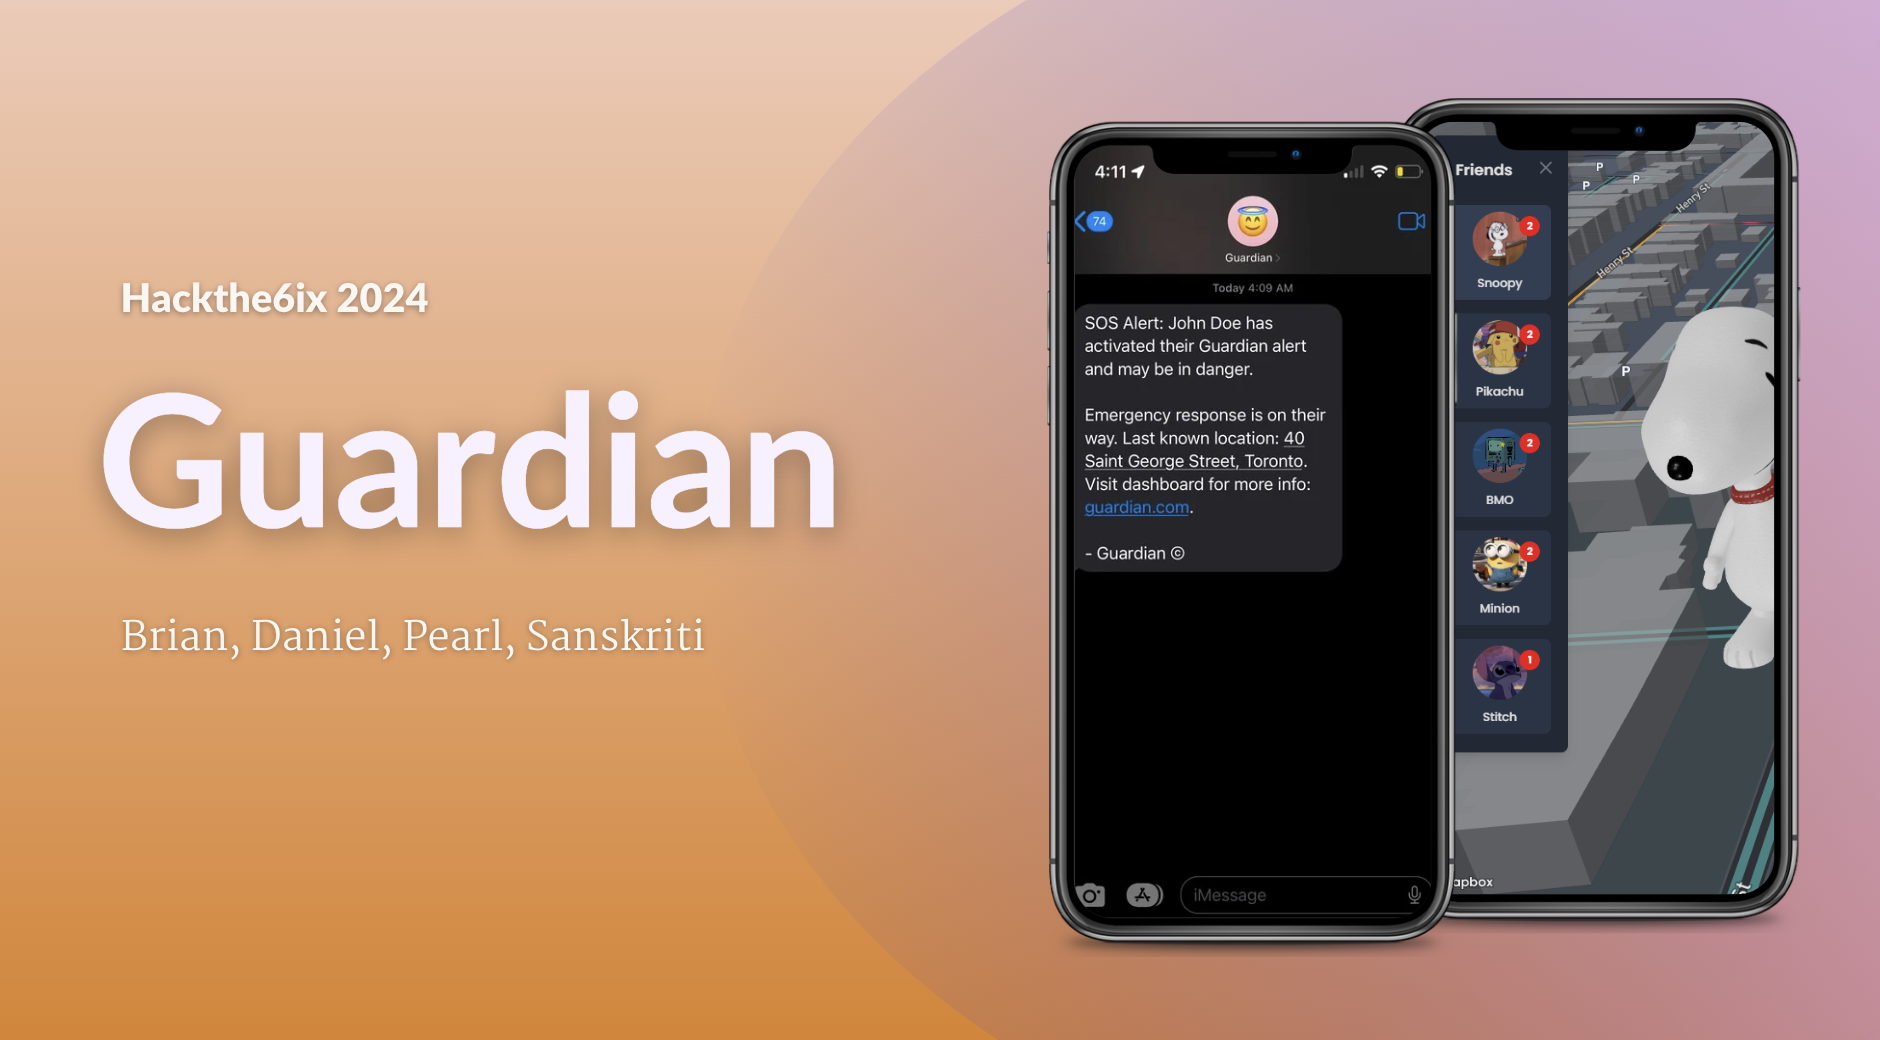 Hackthe6ix 2024
Guardian
Brian, Daniel, Pearl, Sanskriti
4:11
74
Guardian
Today 4:09 AM
SOS Alert: John Doe has
activated their Guardian alert
and may be in danger.
Emergency response is on their
way. Last known location: 40
Saint George Street, Toronto.
Visit dashboard for more info:
guardian.com.
- Guardian ©
iMessage
Friends
2
Snoopy
2
Pikachu
2
BMO
2
Minion
1
Stitch
apbox
P
P
P
Henry St
Henry St
P
St